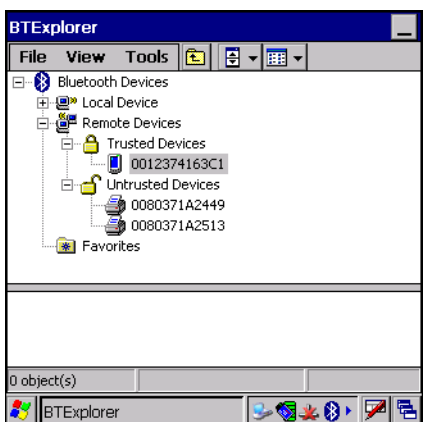 BTExplorer
File View Tools
Bluetooth Devices
Local Device
Remote Devices
Trusted Devices
0012374163C1
Untrusted Devices
0080371A2449
0080371A2513
Favorites
0 object(s)
BTExplorer